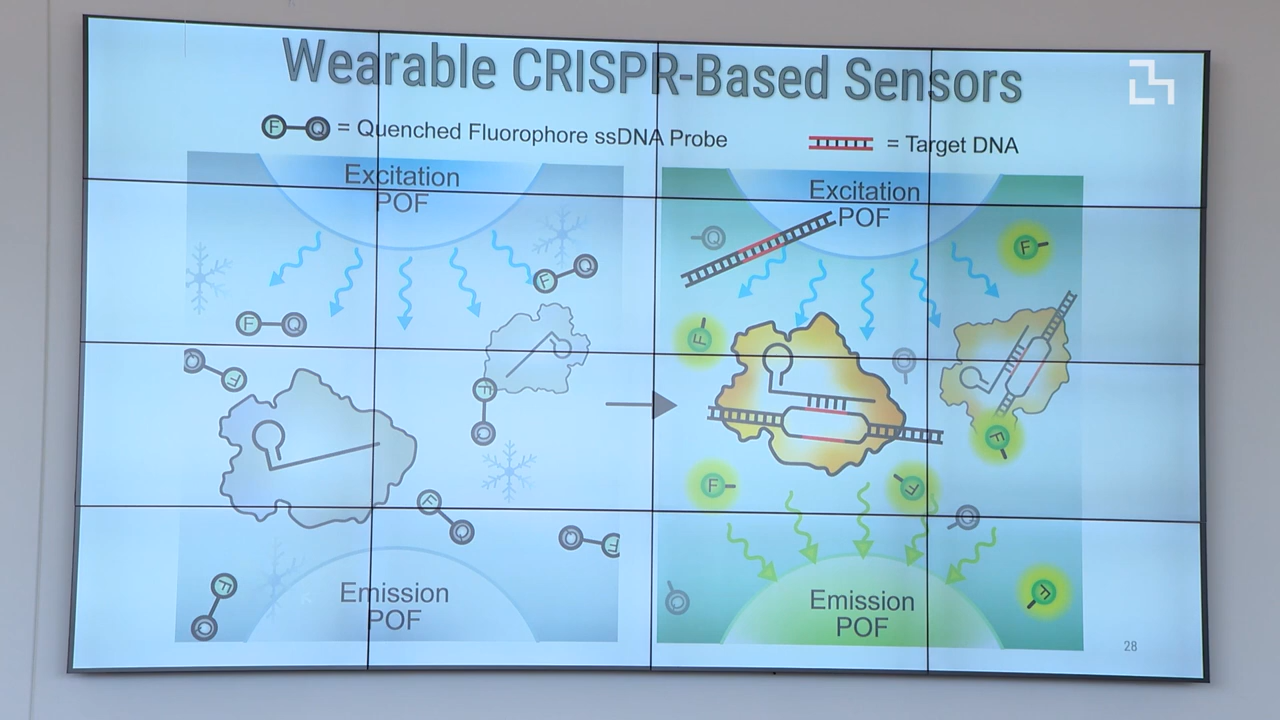 Wearable CRISPR-Based Sensors
F Q = Quenched Fluorophore ssDNA Probe
= Target DNA
Excitation
POF
Excitation
POF
Q
F
F
Q
F
Q
F
Q
F
F
Q
Q
F
F
Q
F
Q
F
F
Q
Q
F
Emission
POF
Emission
POF
F
Q
Q
F
28